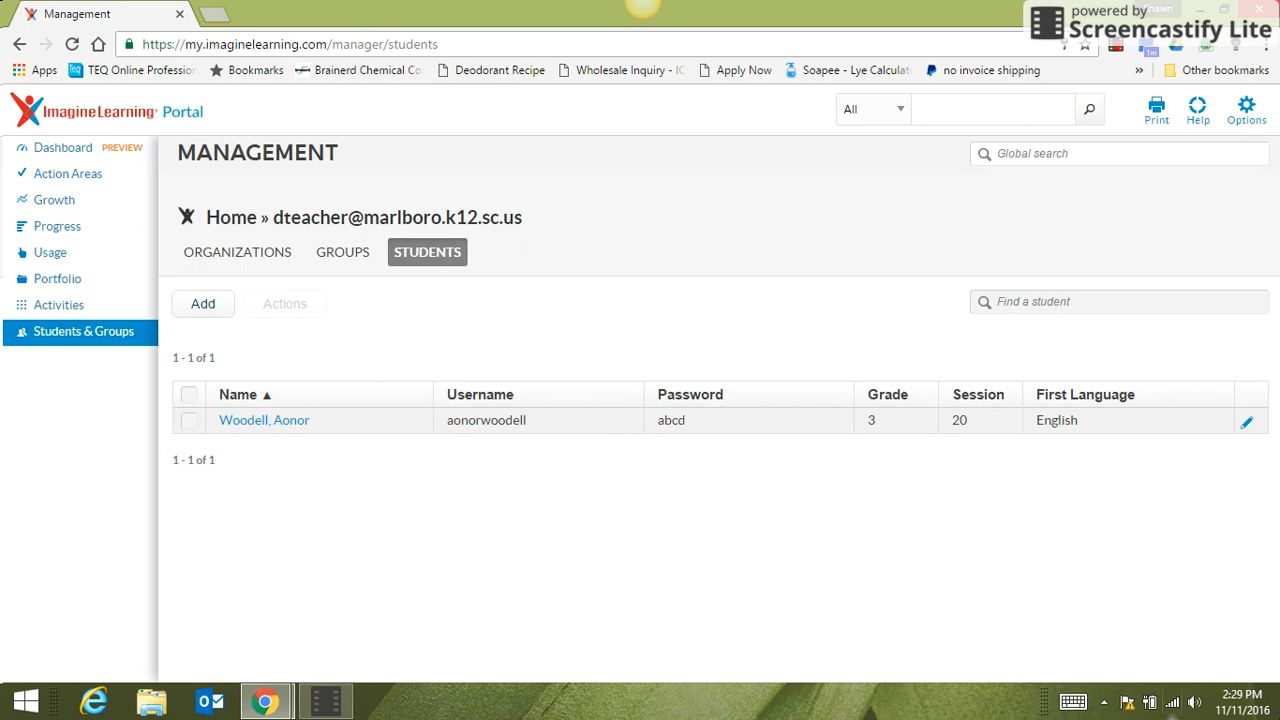 Management
powered by
Screencastify Lite
https://my.imaginelearning.com/manager/students
1m
Apps TEQ Online Profession Bookmarks Brainerd Chemical Co Deodorant Recipe Wholesale Inquiry - IC Apply Now Soapee - Lye Calculat no invoice shipping » Other bookmarks
ImagineLearning Portal
All
Print Help Options
Dashboard PREVIEW
Action Areas
Growth
Progress
Usage
Portfolio
Activities
Students & Groups
MANAGEMENT
Global search
Home » dteacher@marlboro.k12.sc.us
ORGANIZATIONS GROUPS STUDENTS
Add Actions
Find a student
1 - 1 of 1
Name ▲ Username Password Grade Session First Language
Woodell, Aonor aonorwoodell abcd 3 20 English
1 - 1 of 1
2:29 PM
11/11/2016